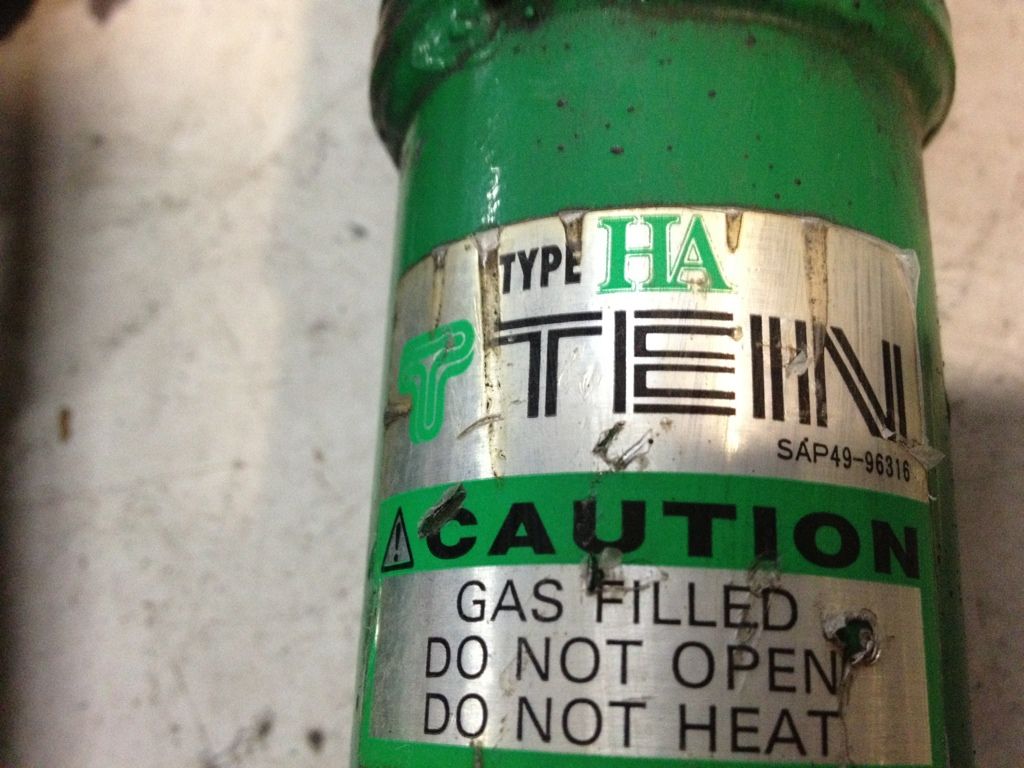 TYPE HA
TEIN
SAP49-96316
CAUTION
GAS FILLED
DO NOT OPEN
DO NOT HEAT